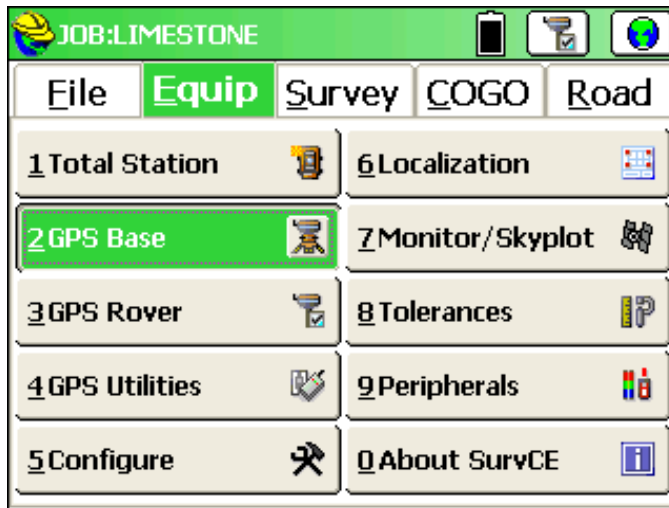 JOB:LIMESTONE
File Equip Survey COGO Road
1 Total Station
6 Localization
2 GPS Base
7 Monitor/Skyplot
3 GPS Rover
8 Tolerances
4 GPS Utilities
9 Peripherals
5 Configure
0 About SurvCE